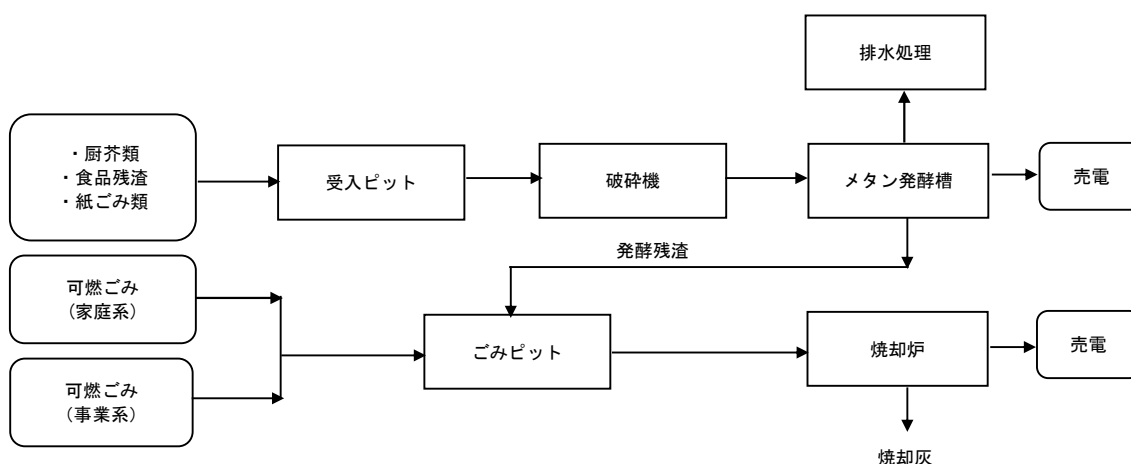 排水処理
・厨芥類
・食品残渣
・紙ごみ類
受入ピット
破砕機
メタン発酵槽
売電
発酵残渣
可燃ごみ
(家庭系)
ごみピット
焼却炉
売電
可燃ごみ
(事業系)
焼却灰